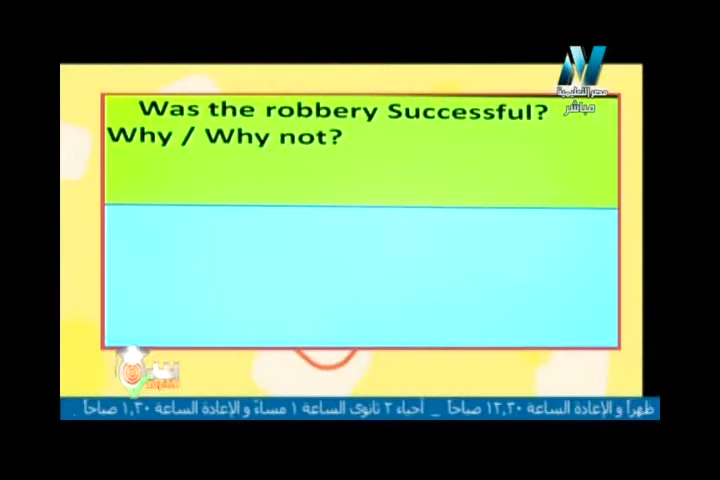 Was the robbery Successful?
Why / Why not?
مصر التعليمية
مباشر
ظهراً و الإعادة الساعة ١٢,٣٠ صباحاً _ أحياء ٣ ثانوى الساعة ١ مساءً و الإعادة الساعة ١,٣٠ صباحاً .